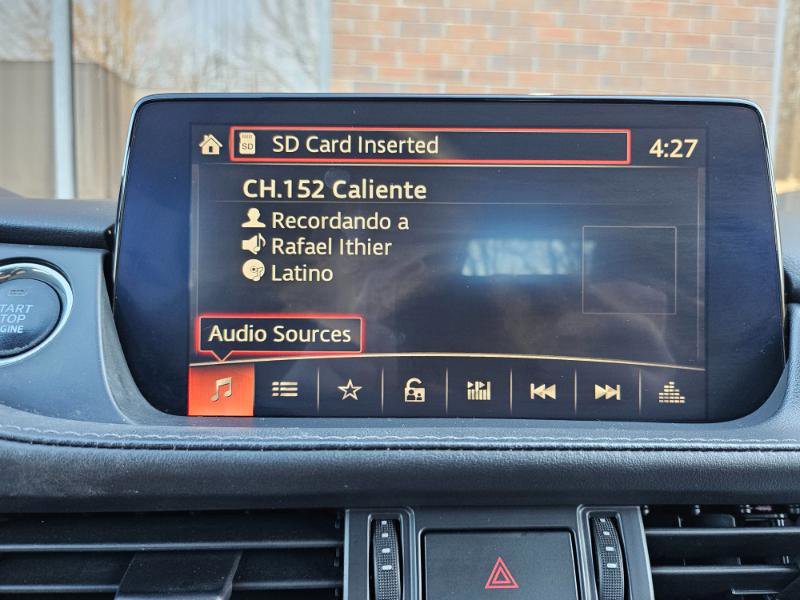 SD Card Inserted
4:27
CH.152 Caliente
Recordando a
Rafael Ithier
Latino
Audio Sources
START
STOP
ENGINE